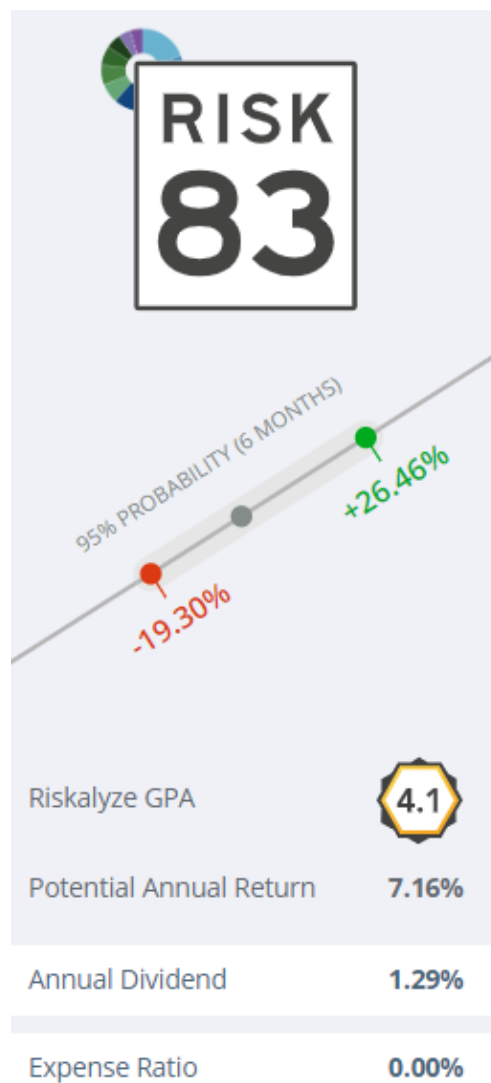 RISK
83
95% PROBABILITY (6 MONTHS)
+26.46%
-19.30%
Riskalyze GPA 4.1
Potential Annual Return 7.16%
Annual Dividend 1.29%
Expense Ratio 0.00%